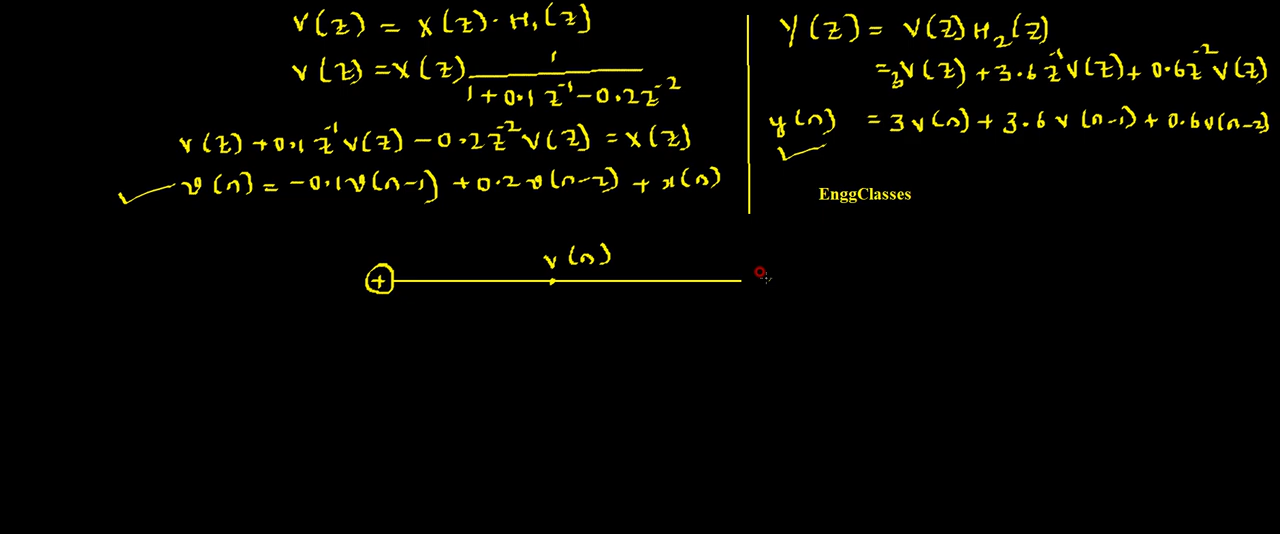 V(z) = X(z) · H₁(z)
V(z) = X(z) 1 / (1 + 0.1 z⁻¹ − 0.2 z⁻²)
V(z) + 0.1 z⁻¹ V(z) − 0.2 z⁻² V(z) = X(z)
v(n) = −0.1 v(n−1) + 0.2 v(n−2) + x(n)
Y(z) = V(z) H₂(z)
= 3V(z) + 3.6 z⁻¹ V(z) + 0.6 z⁻² V(z)
y(n) = 3 v(n) + 3.6 v(n−1) + 0.6 v(n−2)
EnggClasses
v(n)
+